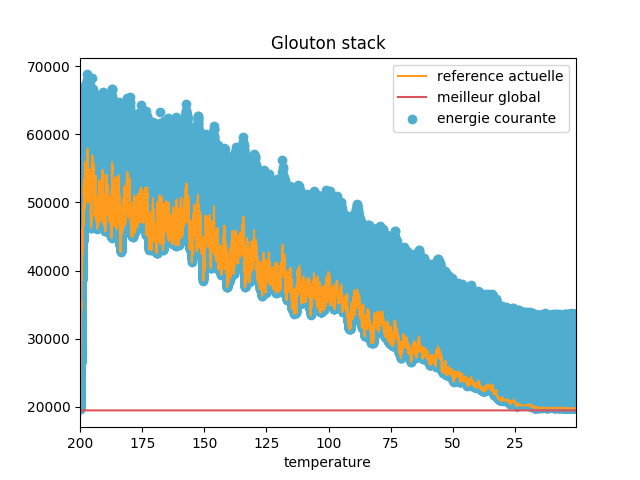 Glouton stack
70000
60000
50000
40000
30000
20000
reference actuelle
meilleur global
energie courante
200 175 150 125 100 75 50 25
temperature